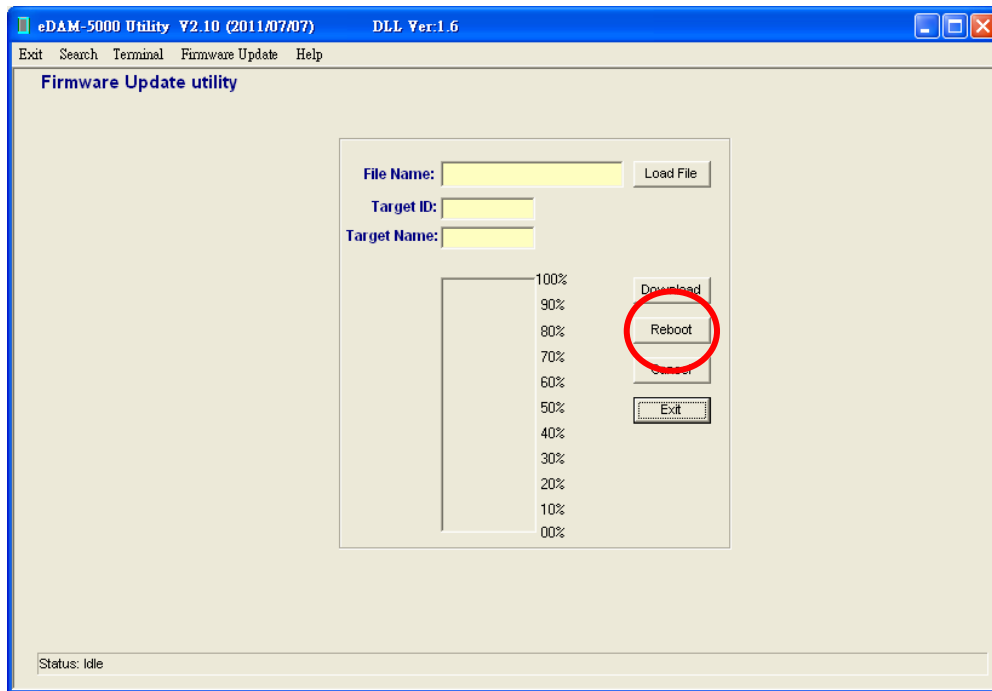 eDAM-5000 Utility V2.10 (2011/07/07) DLL Ver:1.6
Exit Search Terminal Firmware Update Help
Firmware Update utility
File Name: Load File
Target ID:
Target Name:
100%
Download
90%
80% Reboot
70%
Cancel
60%
50% Exit
40%
30%
20%
10%
00%
Status: Idle